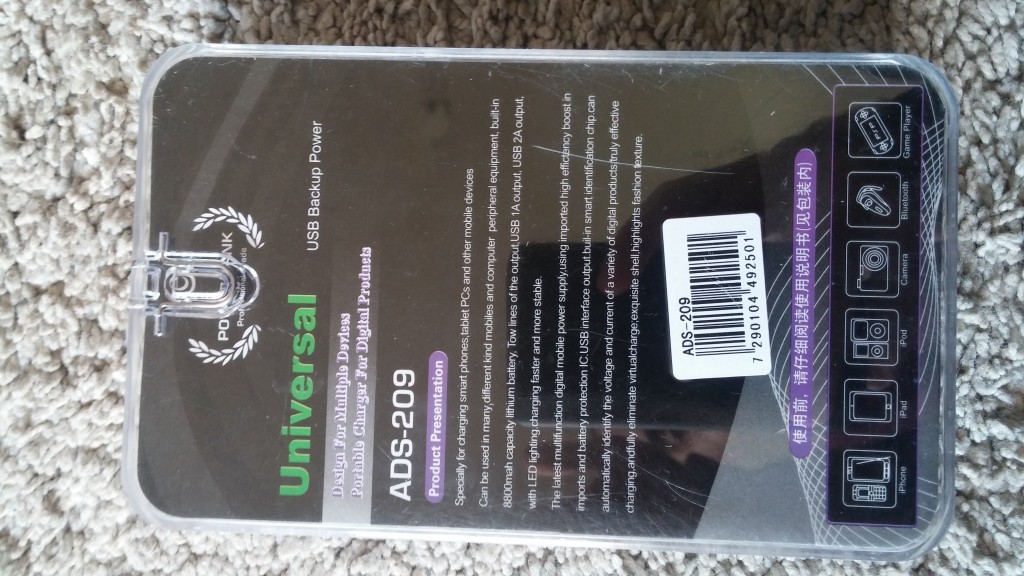 Universal
USB Backup Power
Design For Multiple Devices
Portable Charger For Digital Products
ADS-209
Product Presentation
Specially for charging smart phones,tablet PCs and other mobile devices
Can be used in many,different kind mobiles and computer peripheral equipment, built-in
8800mah capacity lithium battery, Tow lines of the output,USB 1A output, USB 2A output,
with LED lighting, charging faster and more stable.
The latest multifunction digital mobile power supply,using imported high efficiency boost in
imports and battery protection IC,USB interface output,buil-in smart identification chip,can
automatically identify the voltage and current of a variety of digital products,truly effective
charging,andfully eliminate virtualcharge,exquisite shell,highlights fashion texture.
ADS-209
7 290104 492501
使用前，请仔细阅读使用说明书(见包装内)
iPhone
iPad
iPod
Camera
Bluetooth
Game Player